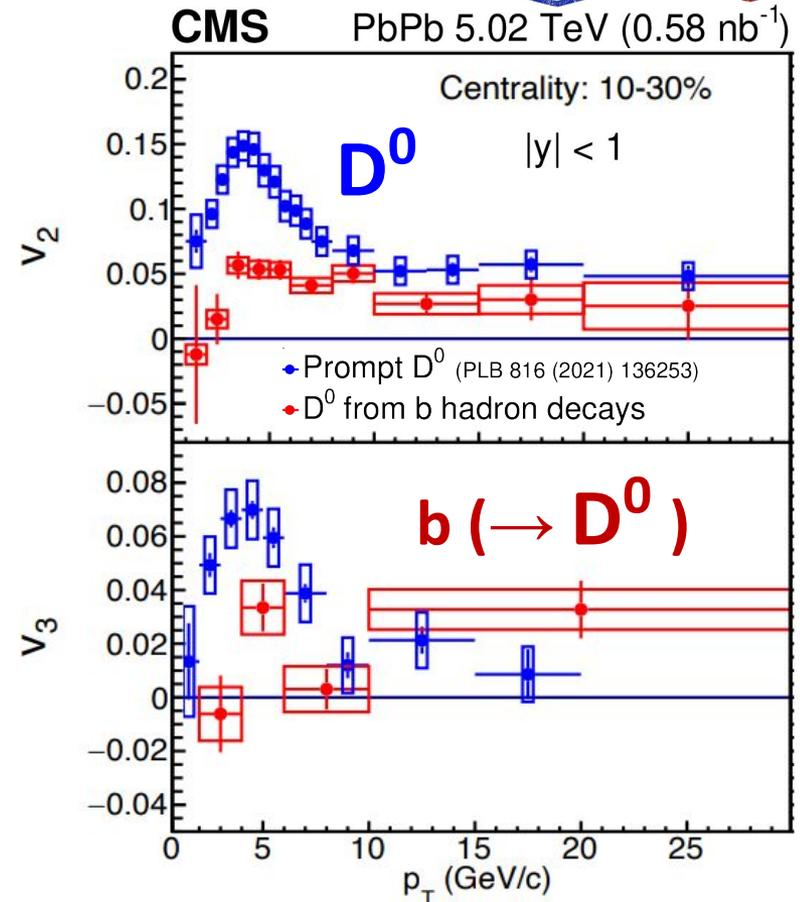 CMS PbPb 5.02 TeV (0.58 nb⁻¹)
Centrality: 10-30%
|y| < 1
D⁰
v₂
0.2
0.15
0.1
0.05
0
−0.05
Prompt D⁰ (PLB 816 (2021) 136253)
D⁰ from b hadron decays
b (→ D⁰ )
v₃
0.08
0.06
0.04
0.02
0
−0.02
−0.04
0 5 10 15 20 25
p_T (GeV/c)